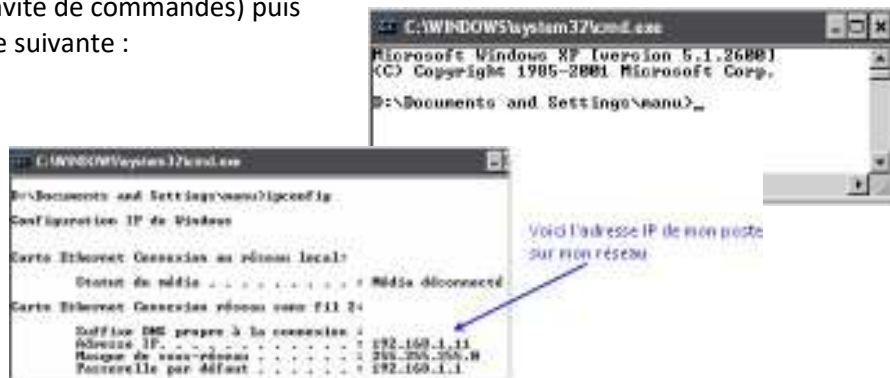 vite de commandes) puis
e suivante :
C:\WINDOWS\system32\cmd.exe
Microsoft Windows XP [version 5.1.2600]
(C) Copyright 1985-2001 Microsoft Corp.
D:\Documents and Settings\manu>_
C:\WINDOWS\system32\cmd.exe
D:\Documents and Settings\manu>ipconfig
Configuration IP de Windows
Carte Ethernet Connexion au réseau local:
Statut du média . . . . . . . . . : Média déconnecté
Carte Ethernet Connexion réseau sans fil 2:
Suffixe DNS propre à la connexion :
Adresse IP. . . . . . . . . . . . : 192.168.1.11
Masque de sous-réseau . . . . . . : 255.255.255.0
Passerelle par défaut . . . . . . : 192.168.1.1
Voici l'adresse IP de mon poste
sur mon réseau